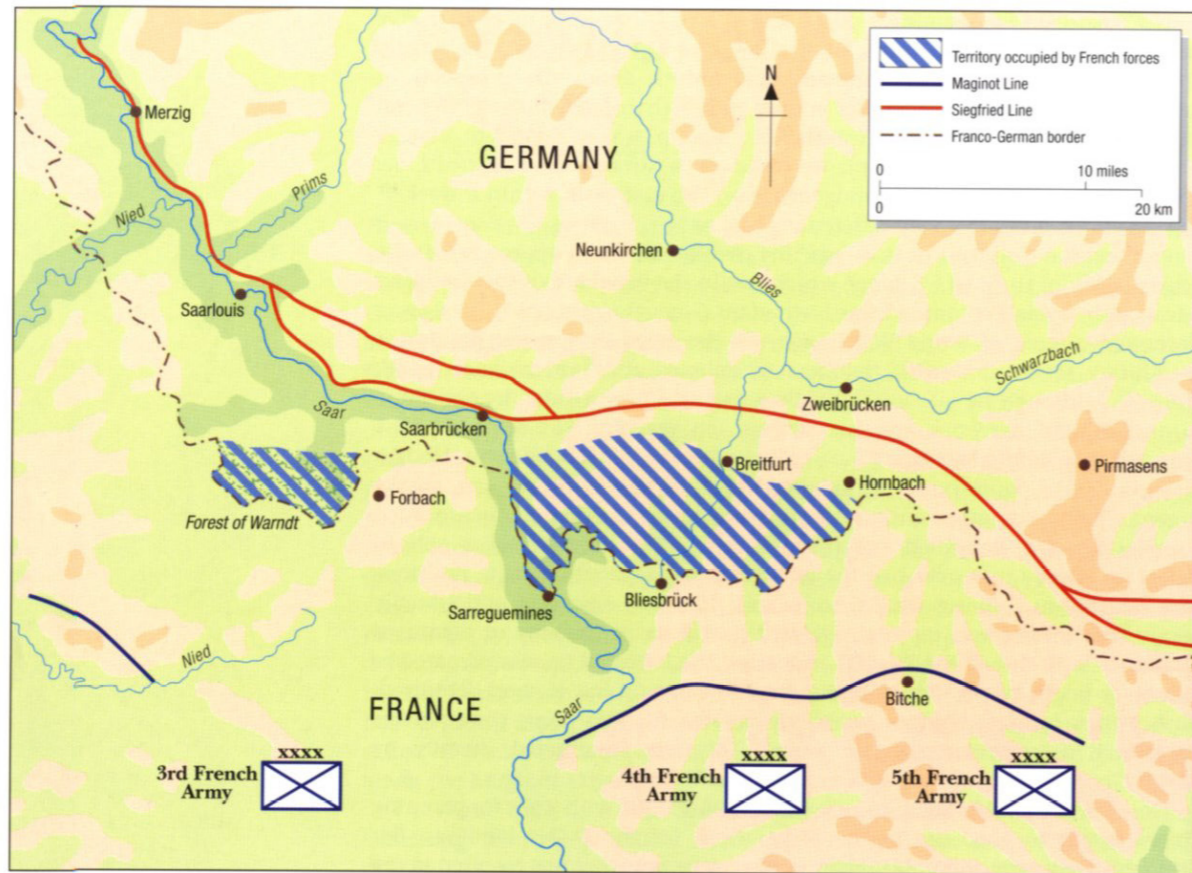 Territory occupied by French forces
Maginot Line
Siegfried Line
Franco-German border
0
10 miles
0
20 km
N
GERMANY
Merzig
Prims
Nied
Neunkirchen
Blies
Saarlouis
Schwarzbach
Zweibrücken
Saar
Saarbrücken
Breitfurt
Pirmasens
Hornbach
Forbach
Forest of Warndt
Bliesbrück
Sarreguemines
Nied
FRANCE
Saar
Bitche
xxxx
3rd French
Army
xxxx
4th French
Army
xxxx
5th French
Army